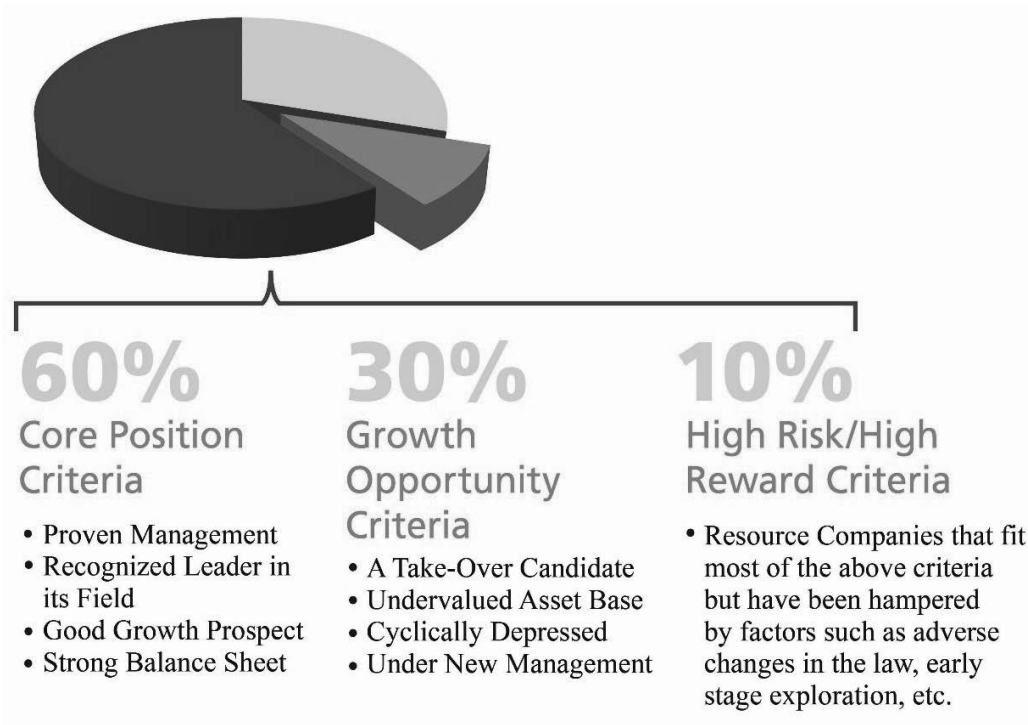 60%
Core Position
Criteria
• Proven Management
• Recognized Leader in
its Field
• Good Growth Prospect
• Strong Balance Sheet
30%
Growth
Opportunity
Criteria
• A Take-Over Candidate
• Undervalued Asset Base
• Cyclically Depressed
• Under New Management
10%
High Risk/High
Reward Criteria
• Resource Companies that fit
most of the above criteria
but have been hampered
by factors such as adverse
changes in the law, early
stage exploration, etc.